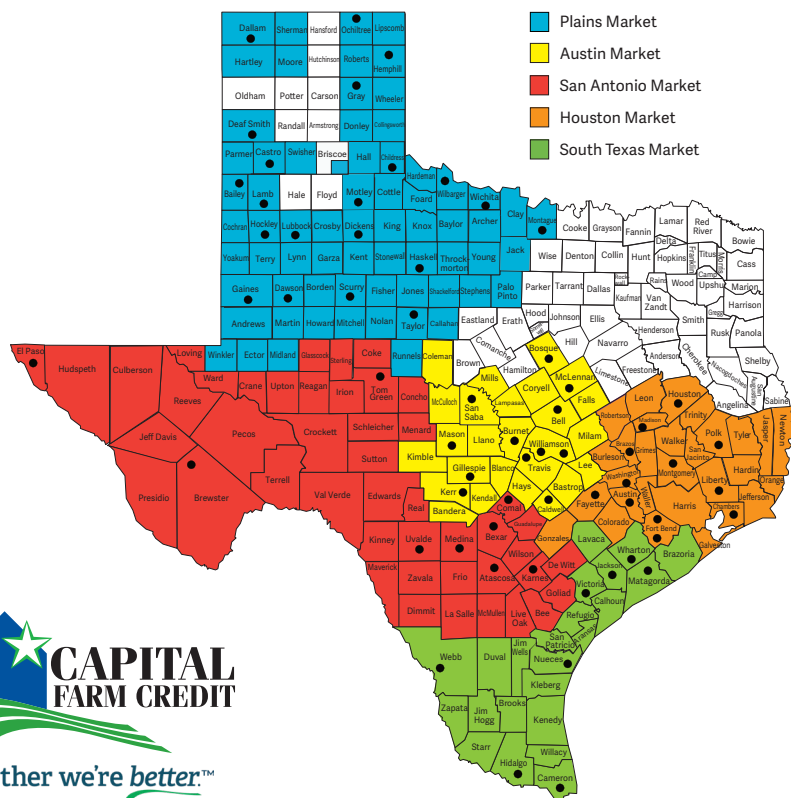 Plains Market
Austin Market
San Antonio Market
Houston Market
South Texas Market
Dallam Sherman Hansford Ochiltree Lipscomb
Hartley Moore Hutchinson Roberts Hemphill
Oldham Potter Carson Gray Wheeler
Deaf Smith Randall Armstrong Donley Collingsworth
Parmer Castro Swisher Briscoe Hall Childress Hardeman
Bailey Lamb Hale Floyd Motley Cottle Foard Wilbarger Wichita Clay Montague Cooke Grayson Fannin Lamar Red River Bowie
Cochran Hockley Lubbock Crosby Dickens King Knox Baylor Archer Delta Franklin Titus Morris Cass
Yoakum Terry Lynn Garza Kent Stonewall Haskell Throck-morton Young Jack Wise Denton Collin Hunt Hopkins Camp
Gaines Dawson Borden Scurry Fisher Jones Shackelford Stephens Palo Pinto Parker Tarrant Dallas Rock-wall Kaufman Rains Van Zandt Wood Upshur Marion Harrison
Andrews Martin Howard Mitchell Nolan Taylor Callahan Eastland Erath Hood Johnson Ellis Henderson Smith Gregg Rusk Panola
El Paso Hudspeth Culberson Loving Winkler Ector Midland Glasscock Sterling Coke Runnels Coleman Brown Comanche Hamilton Bosque Hill Navarro Freestone Anderson Cherokee Nacogdoches Shelby
Reeves Ward Crane Upton Reagan Irion Tom Green Concho McCulloch San Saba Mills Lampasas Coryell McLennan Limestone Falls Leon Houston Angelina San Augustine Sabine
Jeff Davis Pecos Crockett Schleicher Menard Mason Llano Burnet Bell Williamson Milam Robertson Madison Trinity Polk Tyler Jasper Newton
Presidio Brewster Terrell Sutton Kimble Gillespie Blanco Travis Lee Burleson Brazos Grimes Walker San Jacinto Hardin Orange
Val Verde Edwards Real Kerr Kendall Bandera Hays Comal Caldwell Bastrop Fayette Washington Austin Waller Montgomery Liberty Jefferson Chambers Harris
Kinney Uvalde Medina Bexar Guadalupe Gonzales Lavaca Colorado Fort Bend Galveston Brazoria
Maverick Zavala Frio Atascosa Wilson Karnes De Witt Victoria Jackson Wharton Matagorda
Dimmit La Salle McMullen Live Oak Bee Goliad Refugio Calhoun Aransas
Webb Duval Jim Wells San Patricio Nueces
Kleberg
Zapata Jim Hogg Brooks Kenedy
Starr Hidalgo Willacy Cameron
CAPITAL
FARM CREDIT
ther we're better.™